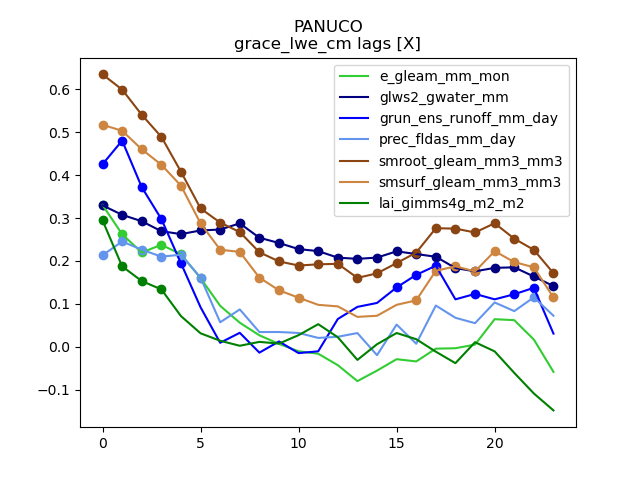 PANUCO
grace_lwe_cm lags [X]
e_gleam_mm_mon
glws2_gwater_mm
grun_ens_runoff_mm_day
prec_fldas_mm_day
smroot_gleam_mm3_mm3
smsurf_gleam_mm3_mm3
lai_gimms4g_m2_m2
0.6
0.5
0.4
0.3
0.2
0.1
0.0
−0.1
0 5 10 15 20